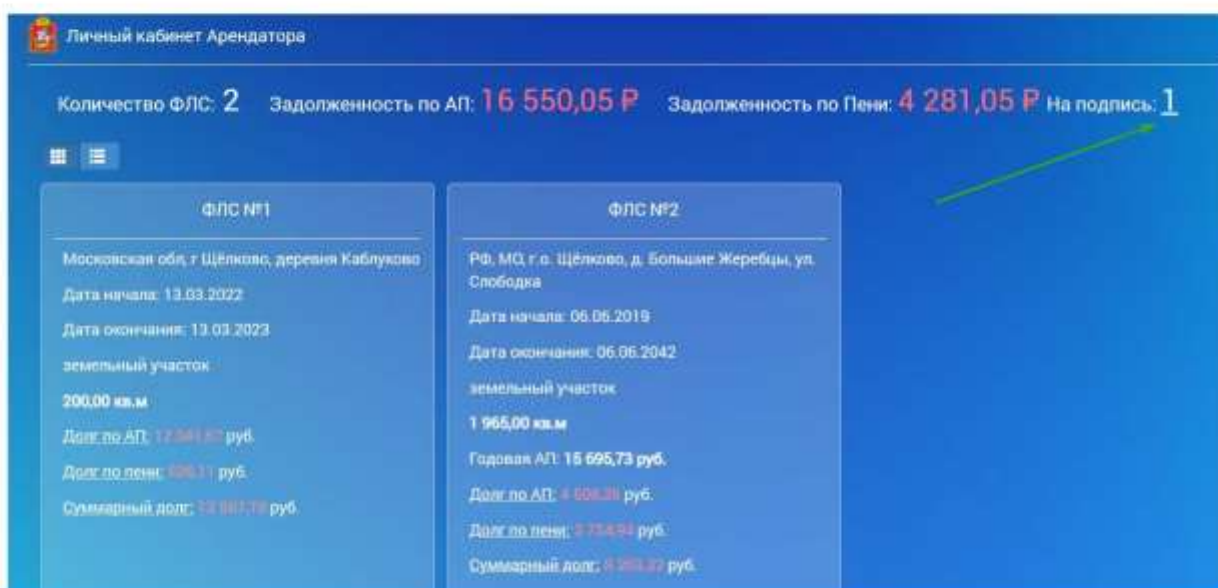 Личный кабинет Арендатора
Количество ФЛС: 2 Задолженность по АП: 16 550,05 ₽ Задолженность по Пени: 4 281,05 ₽ На подпись: 1
ФЛС №1
Московская обл, г Щёлково, деревня Каблуково
Дата начала: 13.03.2022
Дата окончания: 13.03.2023
земельный участок
200,00 кв.м
Долг по АП: руб.
Долг по пени: руб.
Суммарный долг: руб.
ФЛС №2
РФ, МО, г.о. Щёлково, д. Большие Жеребцы, ул.
Слободка
Дата начала: 06.06.2019
Дата окончания: 06.06.2042
земельный участок
1 965,00 кв.м
Годовая АП: 15 695,73 руб.
Долг по АП: руб.
Долг по пени: руб.
Суммарный долг: руб.